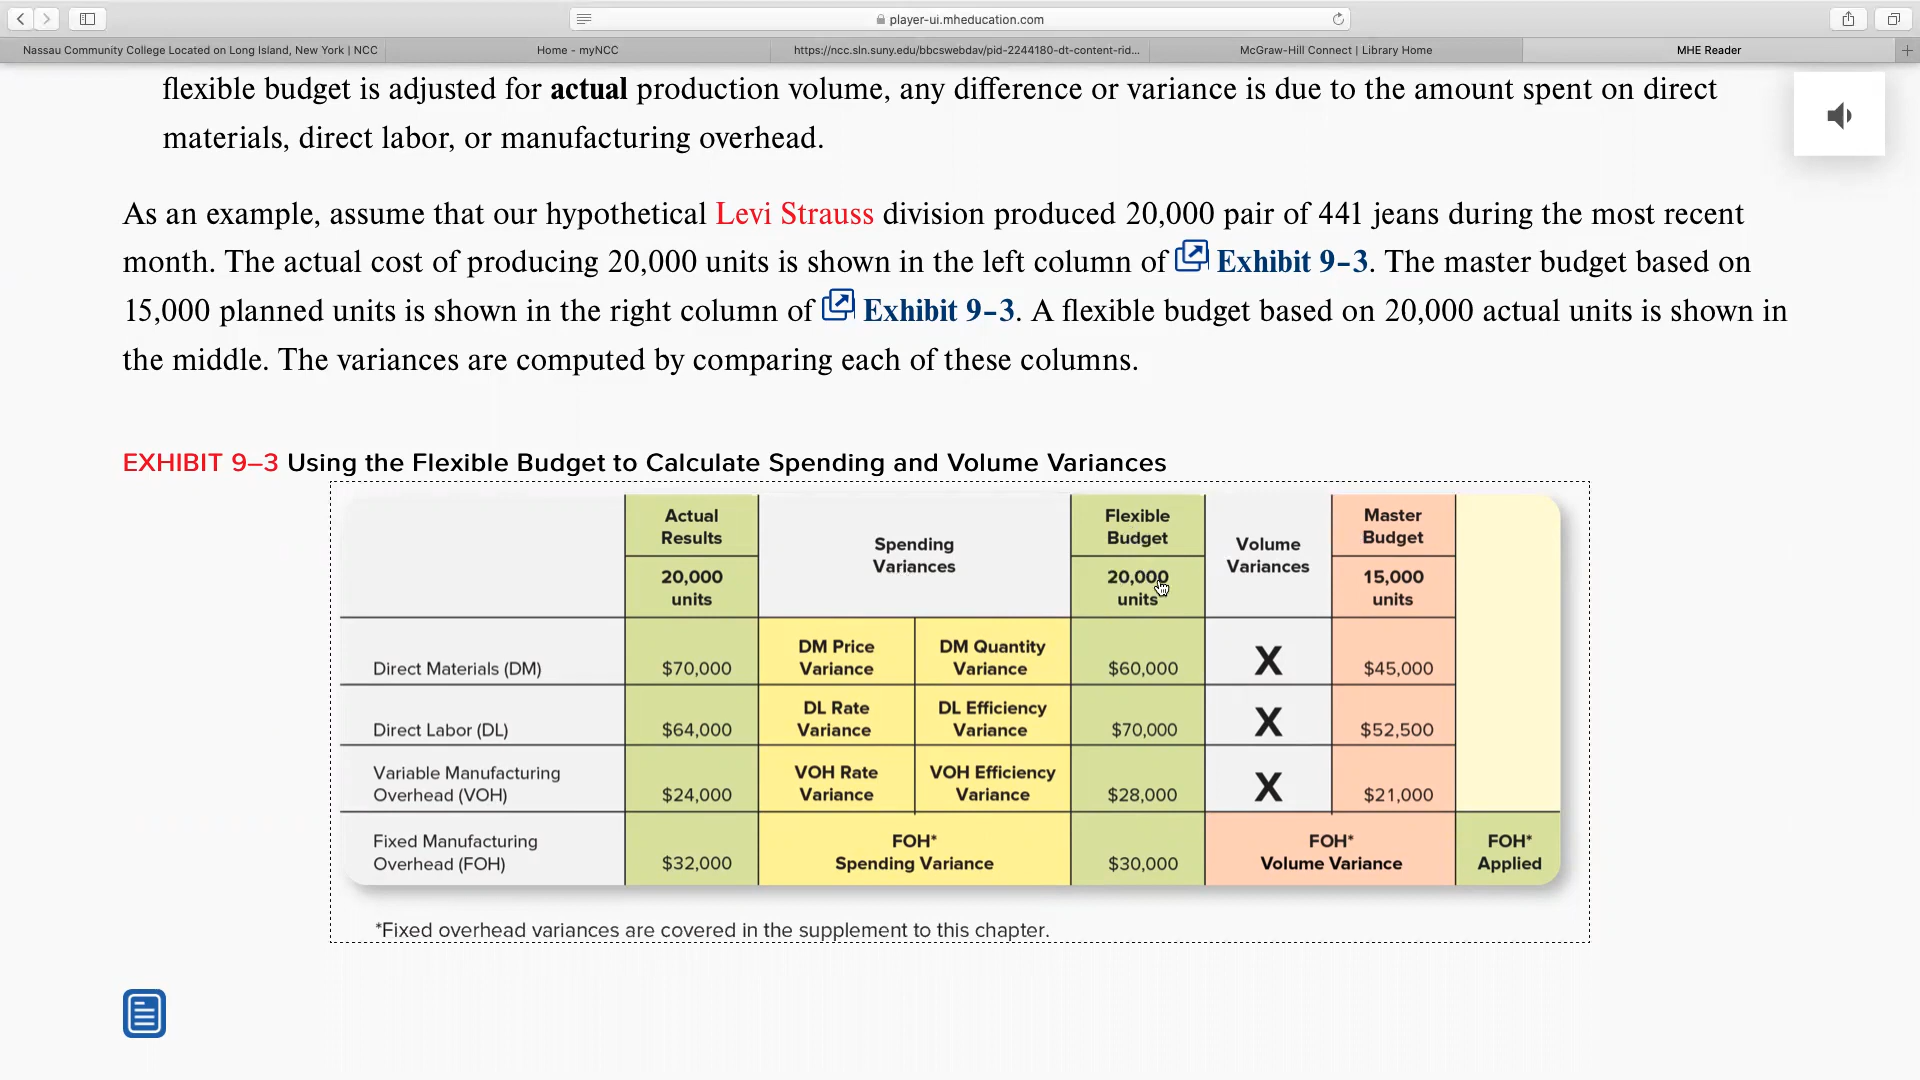 player-ui.mheducation.com
Nassau Community College Located on Long Island, New York | NCC
Home - myNCC
https://ncc.sln.suny.edu/bbcswebdav/pid-2244180-dt-content-rid...
McGraw-Hill Connect | Library Home
MHE Reader
flexible budget is adjusted for actual production volume, any difference or variance is due to the amount spent on direct
materials, direct labor, or manufacturing overhead.
As an example, assume that our hypothetical Levi Strauss division produced 20,000 pair of 441 jeans during the most recent
month. The actual cost of producing 20,000 units is shown in the left column of Exhibit 9-3. The master budget based on
15,000 planned units is shown in the right column of Exhibit 9-3. A flexible budget based on 20,000 actual units is shown in
the middle. The variances are computed by comparing each of these columns.
EXHIBIT 9–3 Using the Flexible Budget to Calculate Spending and Volume Variances
Actual
Results
20,000
units
Spending
Variances
Flexible
Budget
20,000
units
Volume
Variances
Master
Budget
15,000
units
Direct Materials (DM)
$70,000
DM Price
Variance
DM Quantity
Variance
$60,000
X
$45,000
Direct Labor (DL)
$64,000
DL Rate
Variance
DL Efficiency
Variance
$70,000
X
$52,500
Variable Manufacturing
Overhead (VOH)
$24,000
VOH Rate
Variance
VOH Efficiency
Variance
$28,000
X
$21,000
Fixed Manufacturing
Overhead (FOH)
$32,000
FOH*
Spending Variance
$30,000
FOH*
Volume Variance
FOH*
Applied
*Fixed overhead variances are covered in the supplement to this chapter.